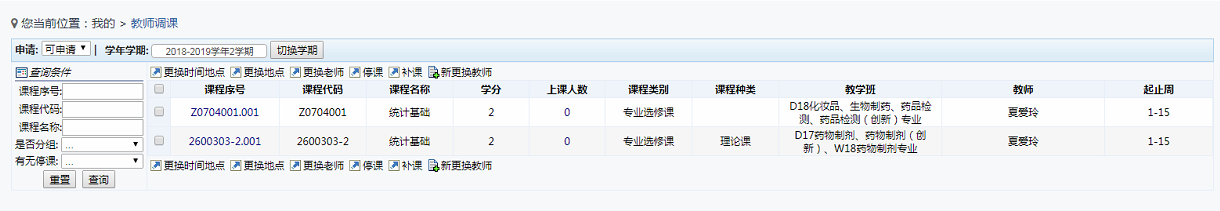 您当前位置：我的 > 教师调课
申请: 可申请 | 学年学期: 2018-2019学年2学期 切换学期
查询条件
课程序号:
课程代码:
课程名称:
是否分组: ...
有无停课: ...
重置 查询
更换时间地点 更换地点 更换老师 停课 补课 新更换教师
课程序号 课程代码 课程名称 学分 上课人数 课程类别 课程种类 教学班 教师 起止周
Z0704001.001 Z0704001 统计基础 2 0 专业选修课 D18化妆品、生物制药、药品检 夏爱玲 1-15
测、药品检测（创新）专业
2600303-2.001 2600303-2 统计基础 2 0 专业选修课 理论课 D17药物制剂、药物制剂（创 夏爱玲 1-15
新）、W18药物制剂专业
更换时间地点 更换地点 更换老师 停课 补课 新更换教师